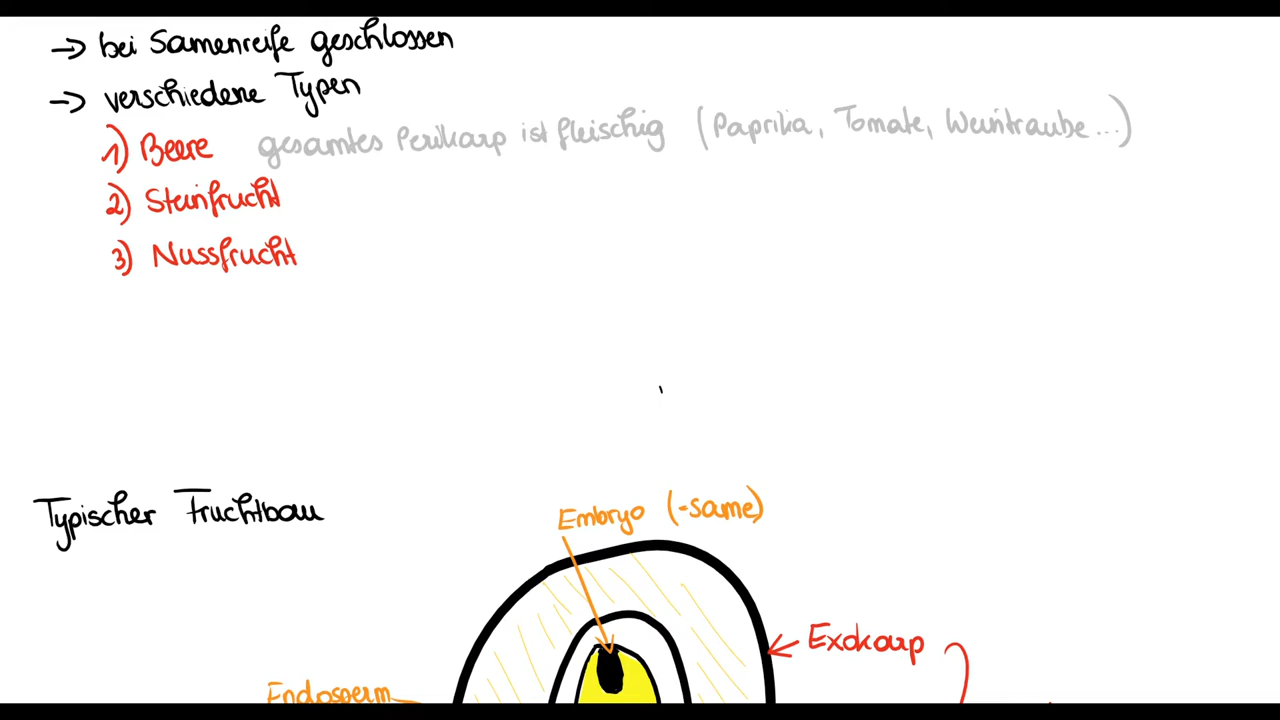 → bei Samenreife geschlossen
→ verschiedene Typen
1) Beere gesamtes Perikarp ist fleischig (Paprika, Tomate, Weintraube...)
2) Steinfrucht
3) Nussfrucht
Typischer Fruchtbau
Embryo (-same)
Exokarp
Endosperm